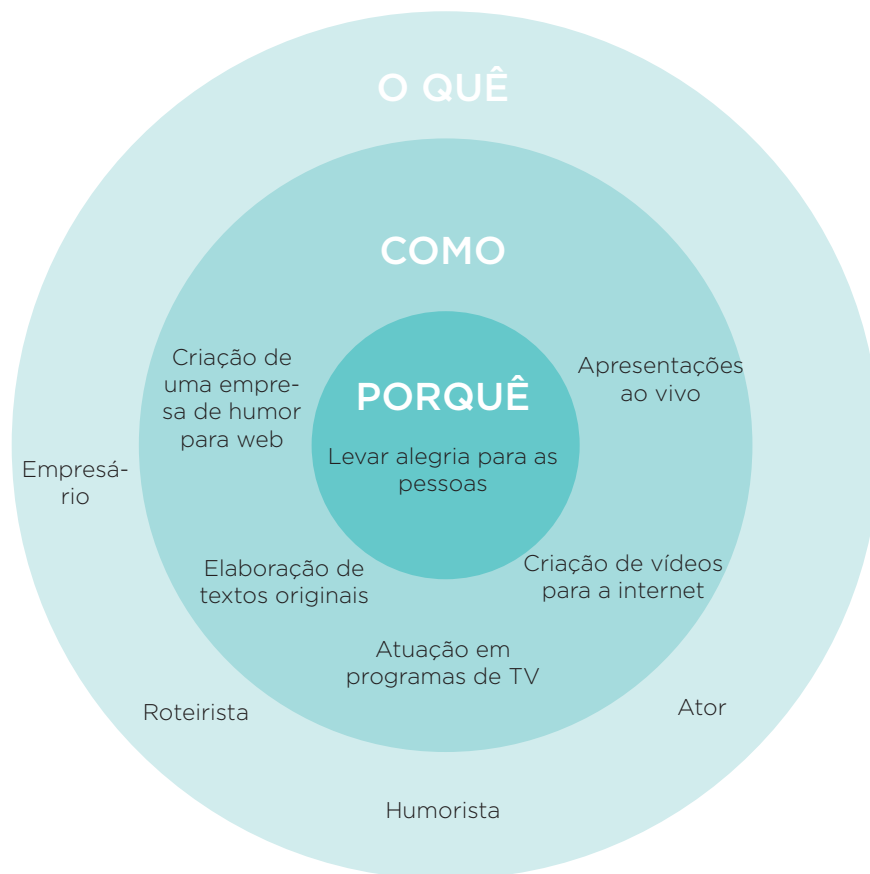 O QUÊ
COMO
Criação de
uma empre-
sa de humor
para web
PORQUÊ
Levar alegria para as
pessoas
Apresentações
ao vivo
Empresá-
rio
Elaboração de
textos originais
Criação de vídeos
para a internet
Atuação em
programas de TV
Roteirista
Ator
Humorista